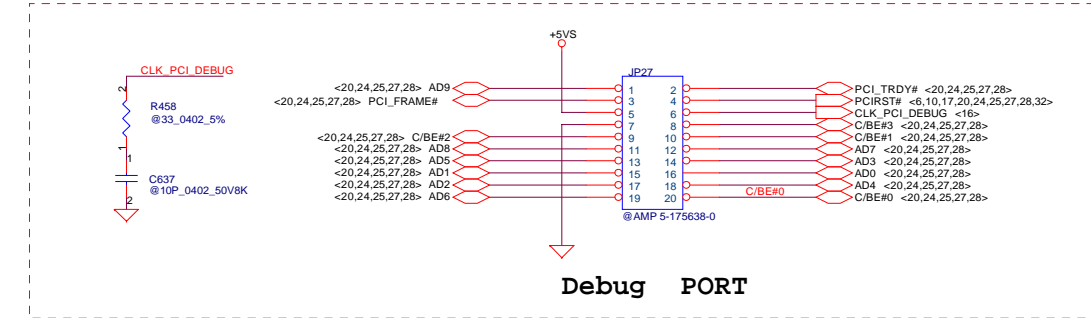 +5VS
CLK_PCI_DEBUG
2
R458
@33_0402_5%
1
1
C637
@10P_0402_50V8K
2
JP27
<20,24,25,27,28> AD9 1 2 PCI_TRDY# <20,24,25,27,28>
<20,24,25,27,28> PCI_FRAME# 3 4 PCIRST# <6,10,17,20,24,25,27,28,32>
5 6 CLK_PCI_DEBUG <16>
7 8 C/BE#3 <20,24,25,27,28>
<20,24,25,27,28> C/BE#2 9 10 C/BE#1 <20,24,25,27,28>
<20,24,25,27,28> AD8 11 12 AD7 <20,24,25,27,28>
<20,24,25,27,28> AD5 13 14 AD3 <20,24,25,27,28>
<20,24,25,27,28> AD1 15 16 AD0 <20,24,25,27,28>
<20,24,25,27,28> AD2 17 18 AD4 <20,24,25,27,28>
<20,24,25,27,28> AD6 19 20 C/BE#0 C/BE#0 <20,24,25,27,28>
@AMP 5-175638-0
Debug PORT